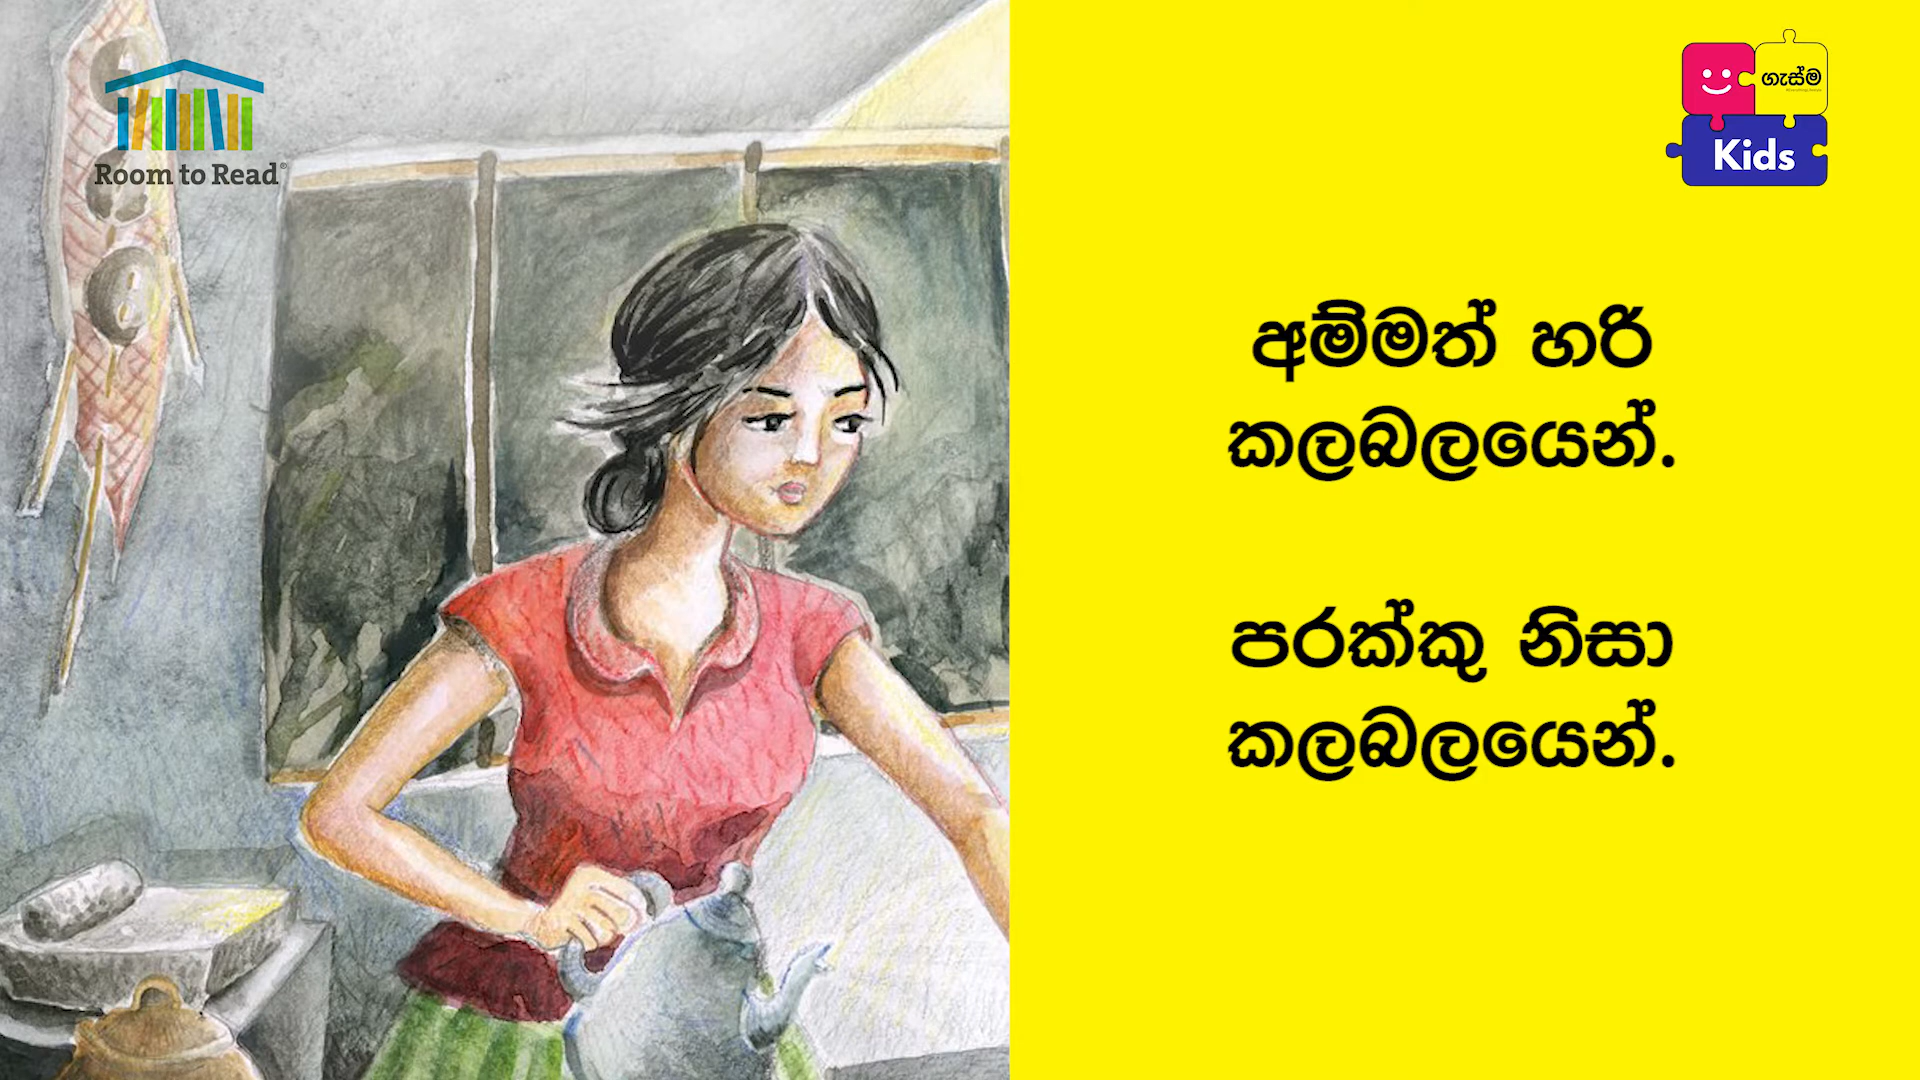 Room to Read
ගැස්ම
Kids
අම්මත් හරි
කලබලයෙන්.
පරක්කු නිසා
කලබලයෙන්.